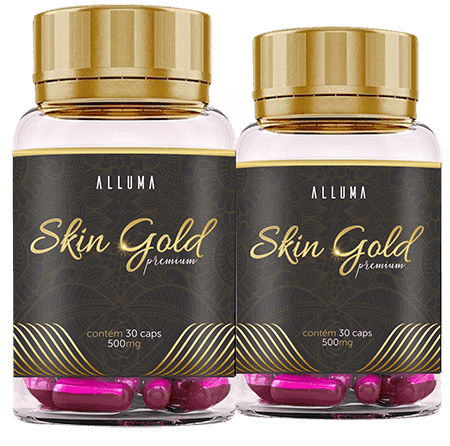 ALLUMA
Skin Gold
premium
contém 30 caps
500mg
ALLUMA
Skin Gold
premium
contém 30 caps
500mg